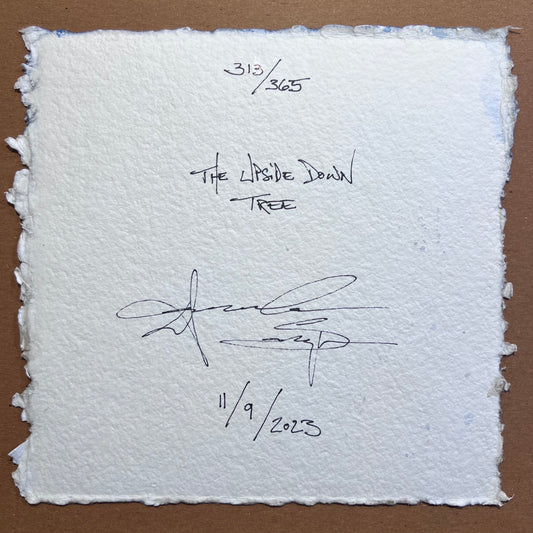 313/365
THE UPSIDE DOWN
TREE
11/9/2023